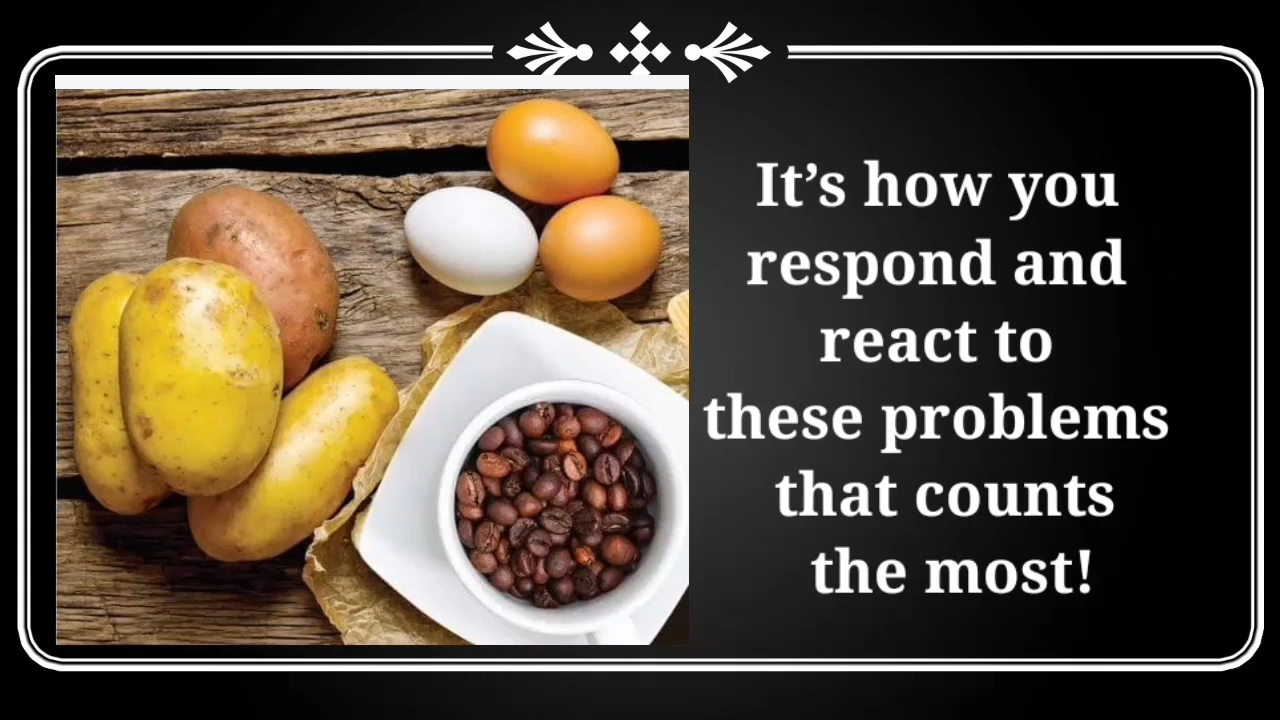 It’s how you
respond and
react to
these problems
that counts
the most!